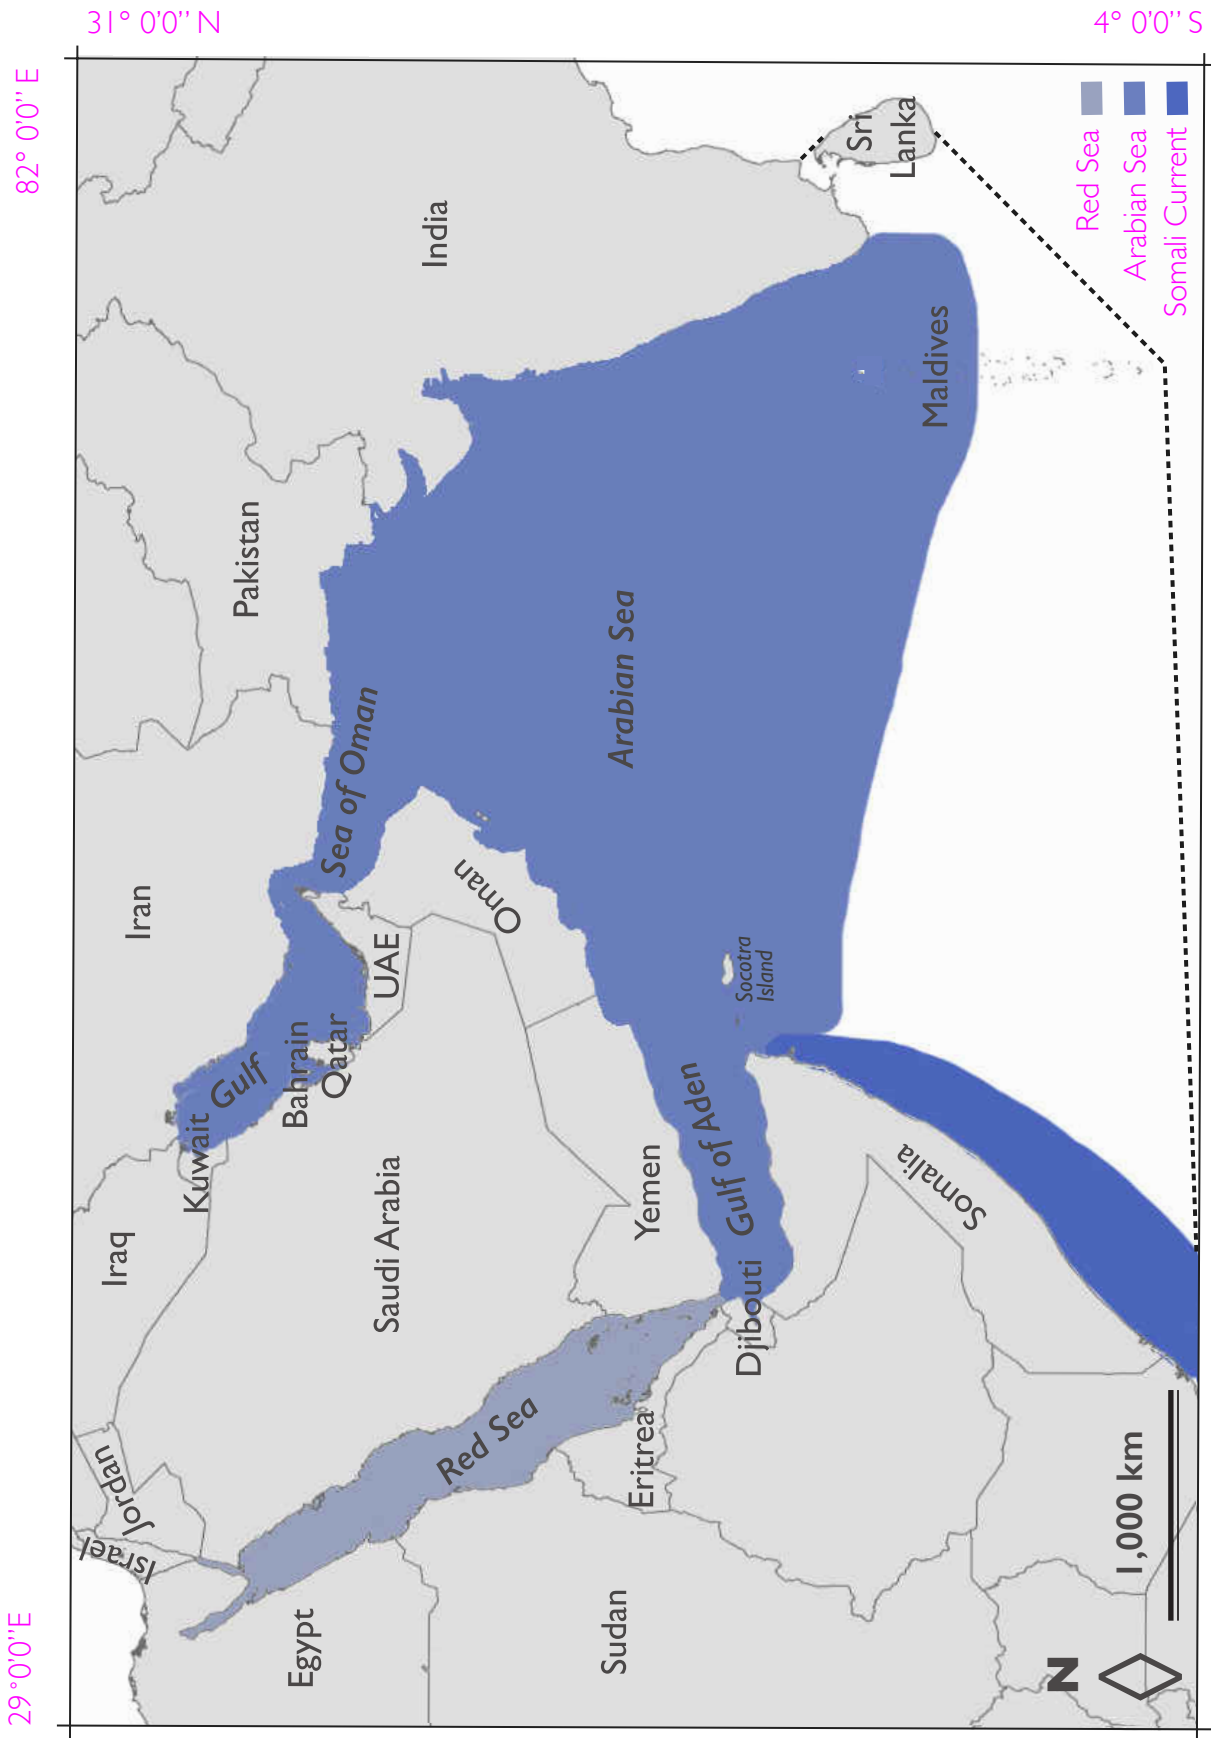 31° 0'0'' N
4° 0'0'' S
82° 0'0'' E
29°0'0''E
Iraq
Iran
Pakistan
India
Israel
Jordan
Kuwait
Gulf
Bahrain
Qatar
UAE
Sea of Oman
Oman
Egypt
Saudi Arabia
Red Sea
Arabian Sea
Sudan
Eritrea
Yemen
Djibouti
Gulf of Aden
Socotra
Island
Somalia
Maldives
Sri
Lanka
N
1,000 km
Red Sea
Arabian Sea
Somali Current